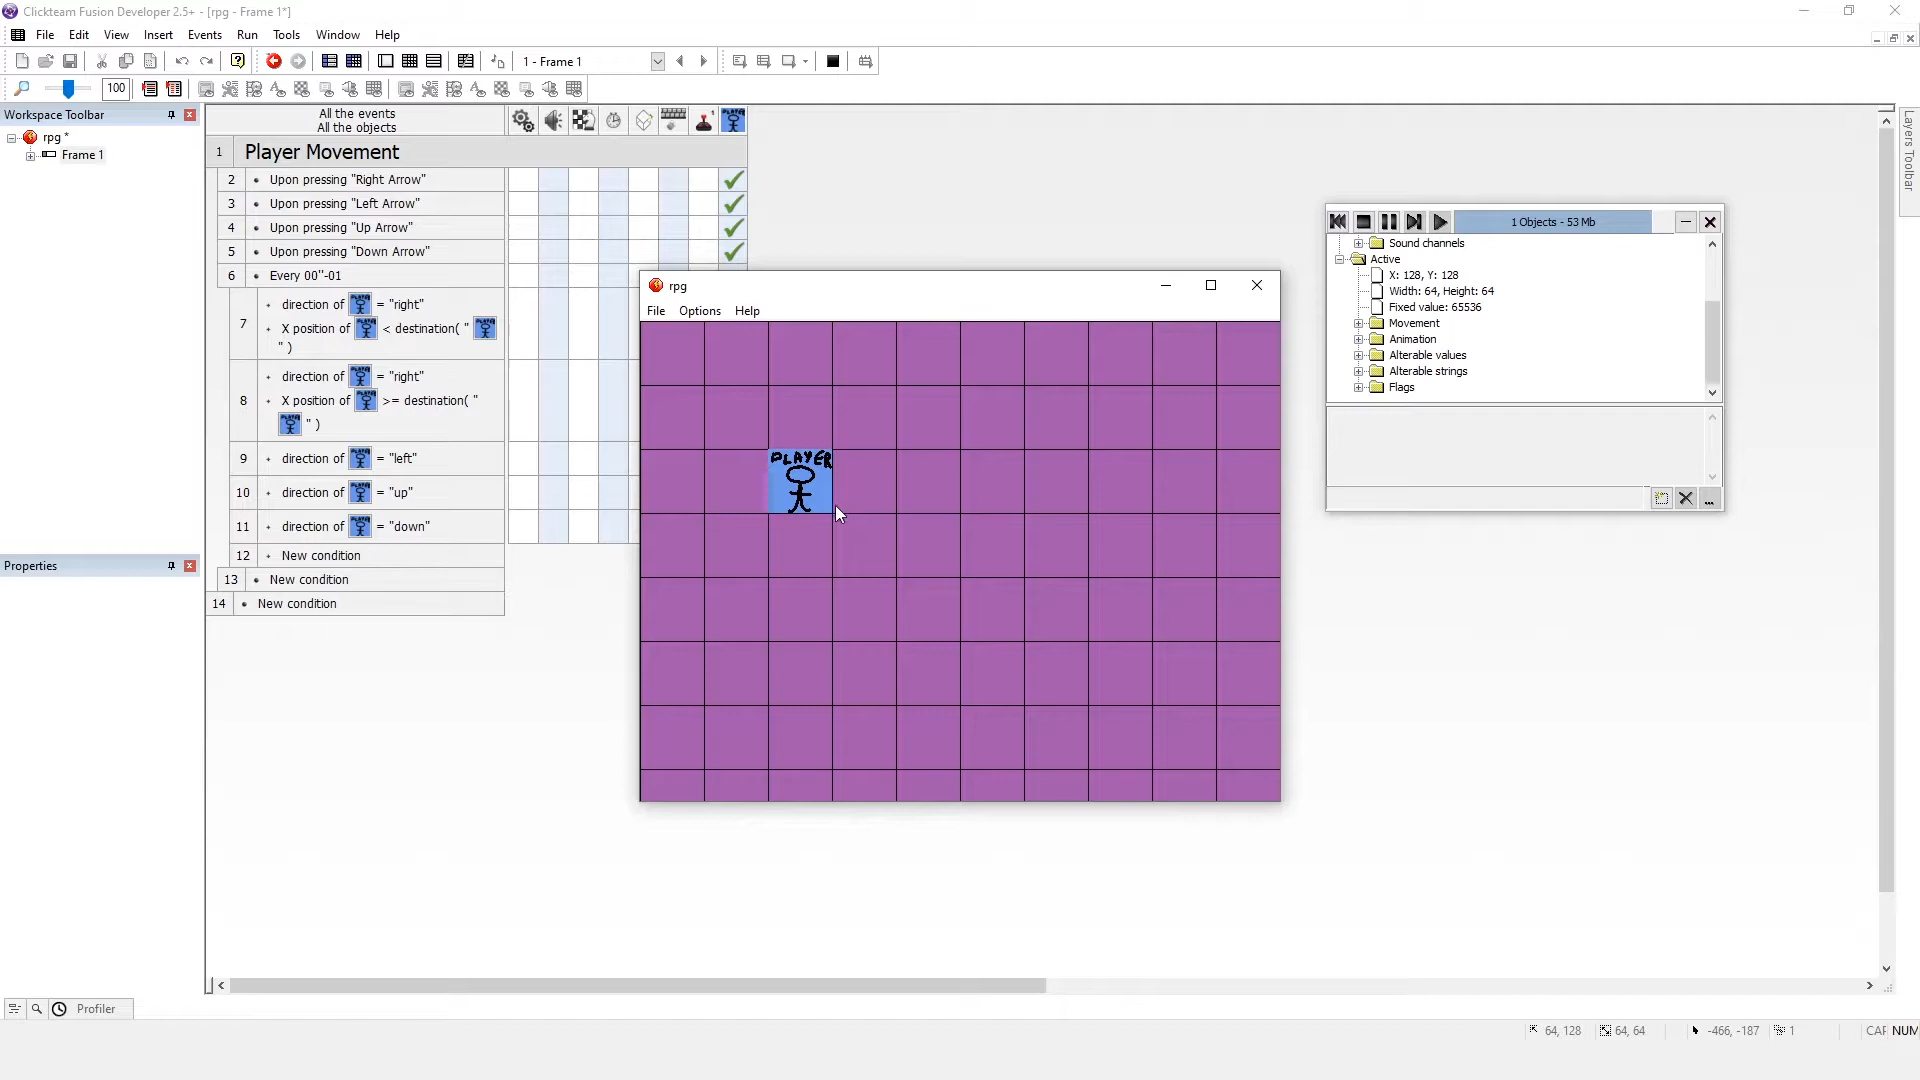 Clickteam Fusion Developer 2.5+ - [rpg - Frame 1*]
File Edit View Insert Events Run Tools Window Help
1 - Frame 1
100
Workspace Toolbar
rpg *
Frame 1
Properties
All the events
All the objects
1 Player Movement
2 • Upon pressing "Right Arrow"
3 • Upon pressing "Left Arrow"
4 • Upon pressing "Up Arrow"
5 • Upon pressing "Down Arrow"
6 • Every 00''-01
7
direction of = "right"
X position of < destination( "
" )
8
direction of = "right"
X position of >= destination( "
" )
9 direction of = "left"
10 direction of = "up"
11 direction of = "down"
12 New condition
13 • New condition
14 • New condition
rpg
File Options Help
PLAYER
1 Objects - 53 Mb
Sound channels
Active
X: 128, Y: 128
Width: 64, Height: 64
Fixed value: 65536
Movement
Animation
Alterable values
Alterable strings
Flags
Layers Toolbar
Profiler
64, 128 64, 64 -466, -187 1 CAP NUM